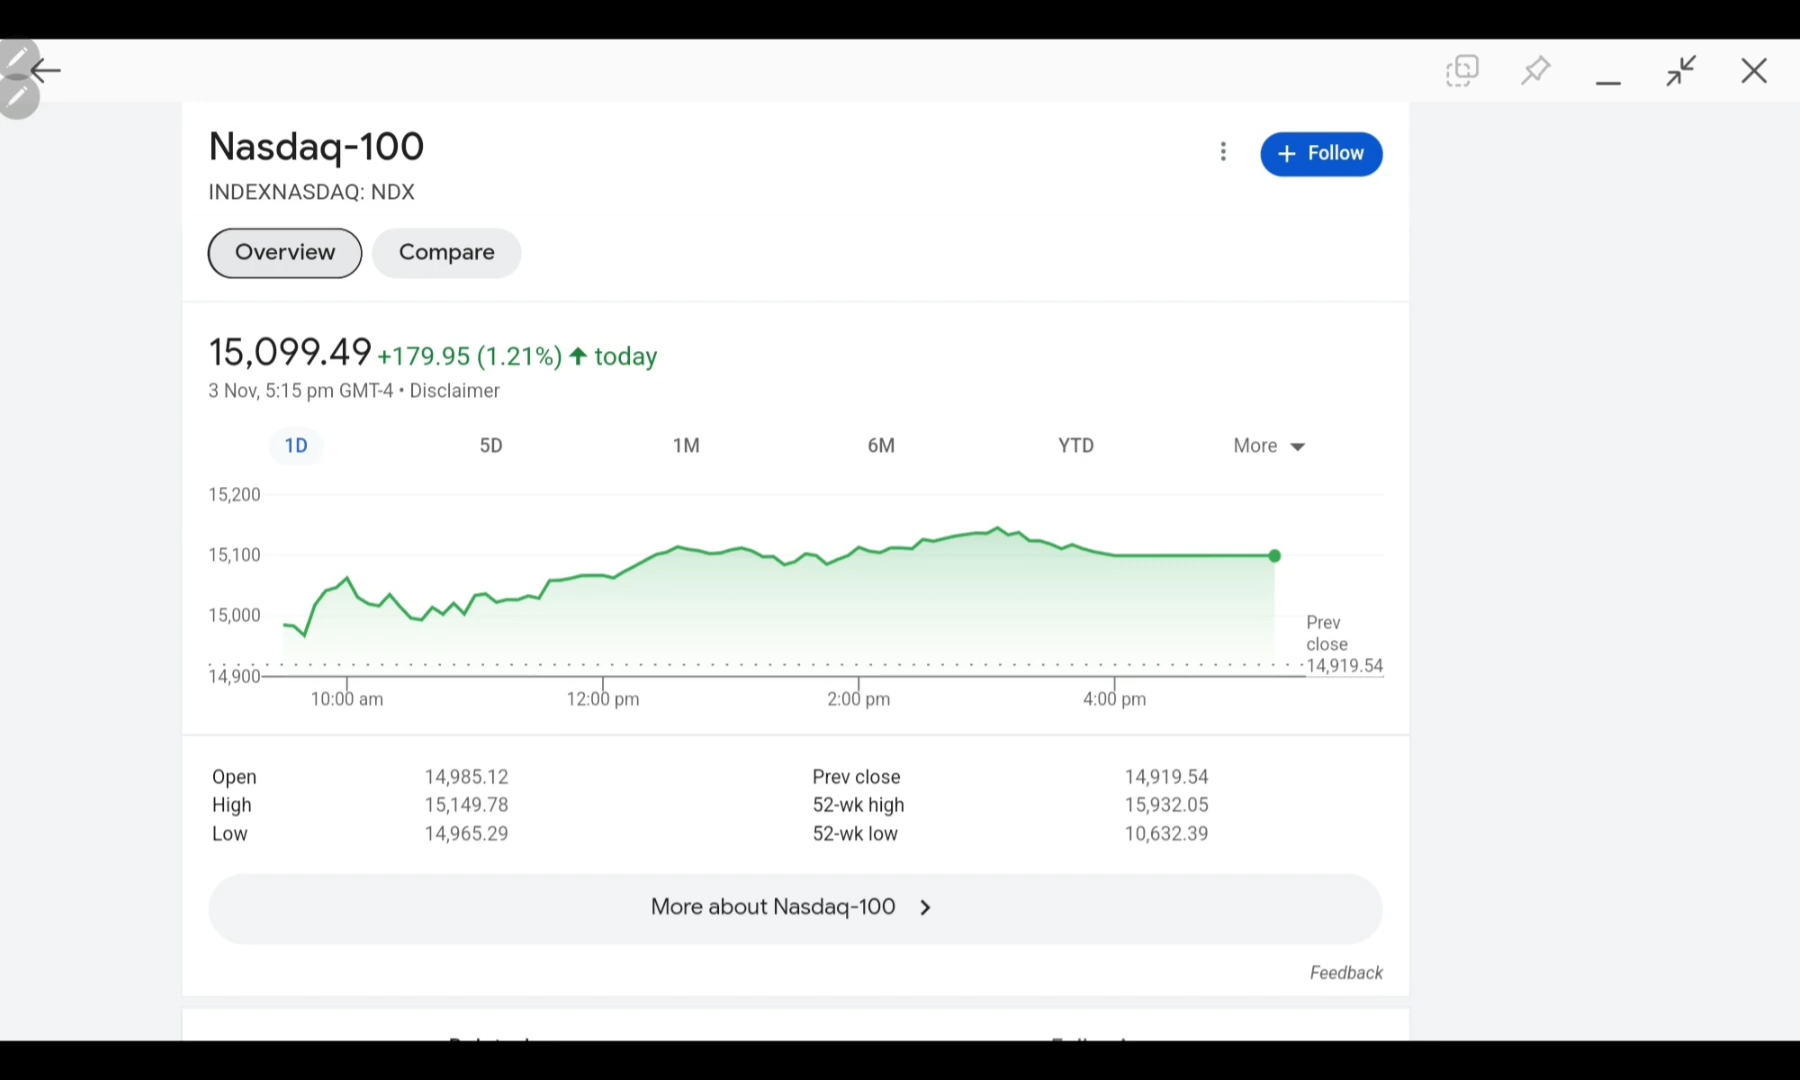 Nasdaq-100
+ Follow
INDEXNASDAQ: NDX
Overview
Compare
15,099.49 +179.95 (1.21%) ↑ today
3 Nov, 5:15 pm GMT-4 • Disclaimer
1D 5D 1M 6M YTD More
15,200
15,100
15,000
14,900
Prev
close
14,919.54
10:00 am 12:00 pm 2:00 pm 4:00 pm
Open 14,985.12 Prev close 14,919.54
High 15,149.78 52-wk high 15,932.05
Low 14,965.29 52-wk low 10,632.39
More about Nasdaq-100 >
Feedback